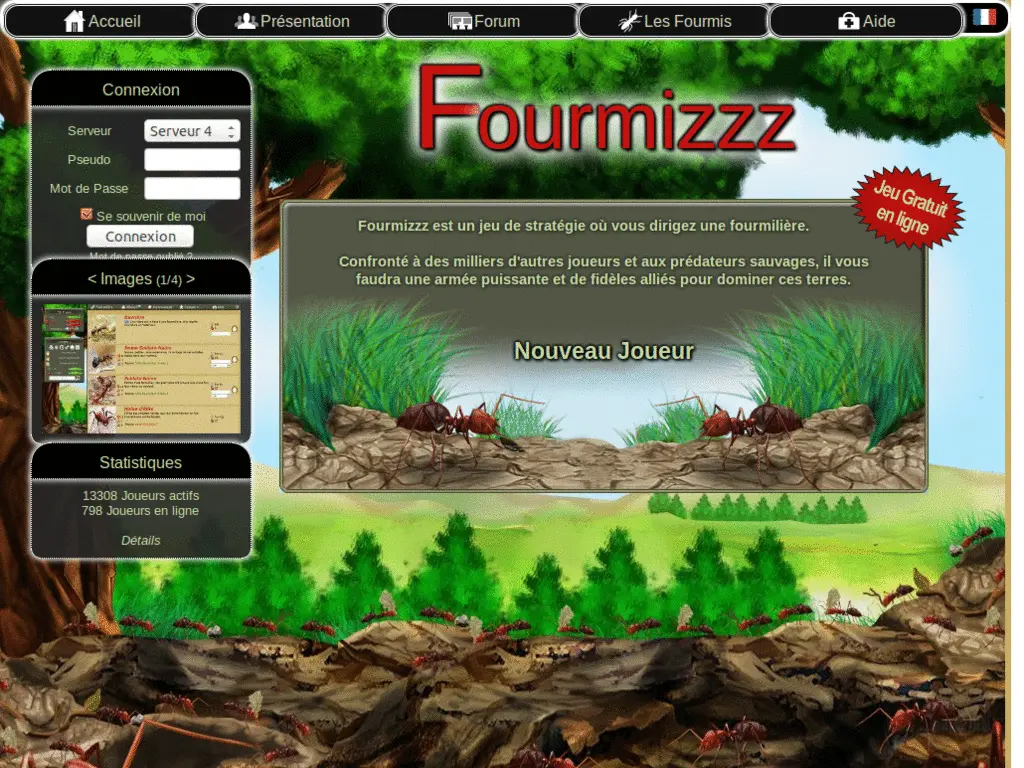 Accueil
Présentation
Forum
Les Fourmis
Aide
Fourmizzz
Connexion
Serveur
Serveur 4
Pseudo
Mot de Passe
Se souvenir de moi
Connexion
Mot de passe oublié ?
< Images (1/4) >
Statistiques
13308 Joueurs actifs
798 Joueurs en ligne
Détails
Jeu Gratuit
en ligne
Fourmizzz est un jeu de stratégie où vous dirigez une fourmilière.
Confronté à des milliers d'autres joueurs et aux prédateurs sauvages, il vous
faudra une armée puissante et de fidèles alliés pour dominer ces terres.
Nouveau Joueur